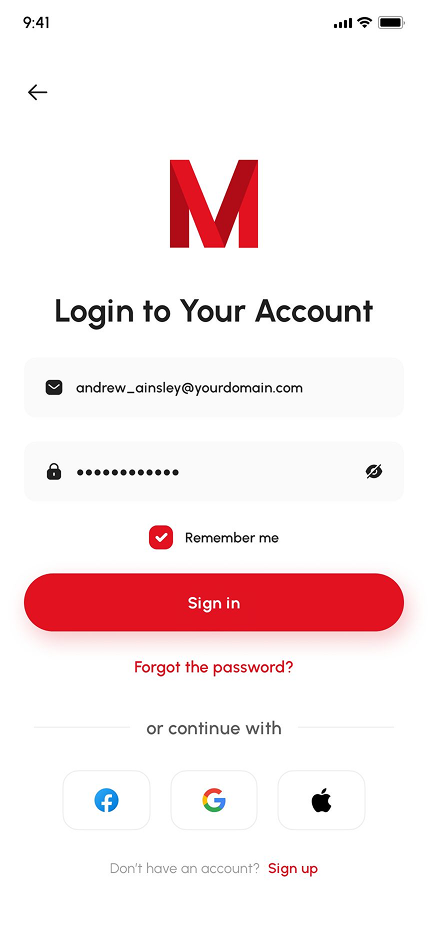 9:41
M
Login to Your Account
andrew_ainsley@yourdomain.com
••••••••••••
Remember me
Sign in
Forgot the password?
or continue with
Don't have an account? Sign up